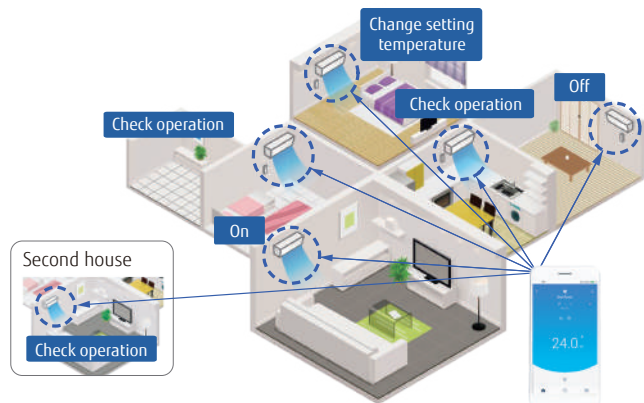 Change setting
temperature
Off
Check operation
Check operation
On
Second house
Check operation
24.0